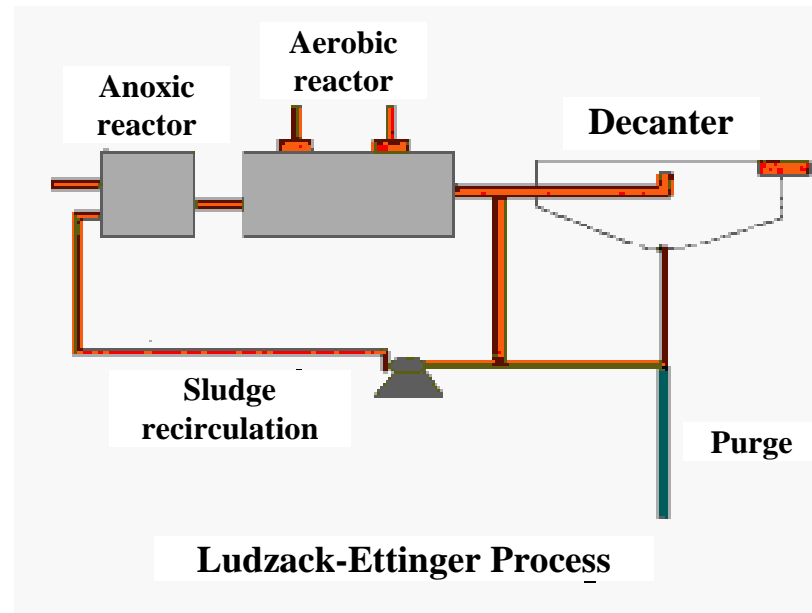 Aerobic
reactor
Anoxic
reactor
Decanter
Sludge
recirculation
Purge
Ludzack-Ettinger Process